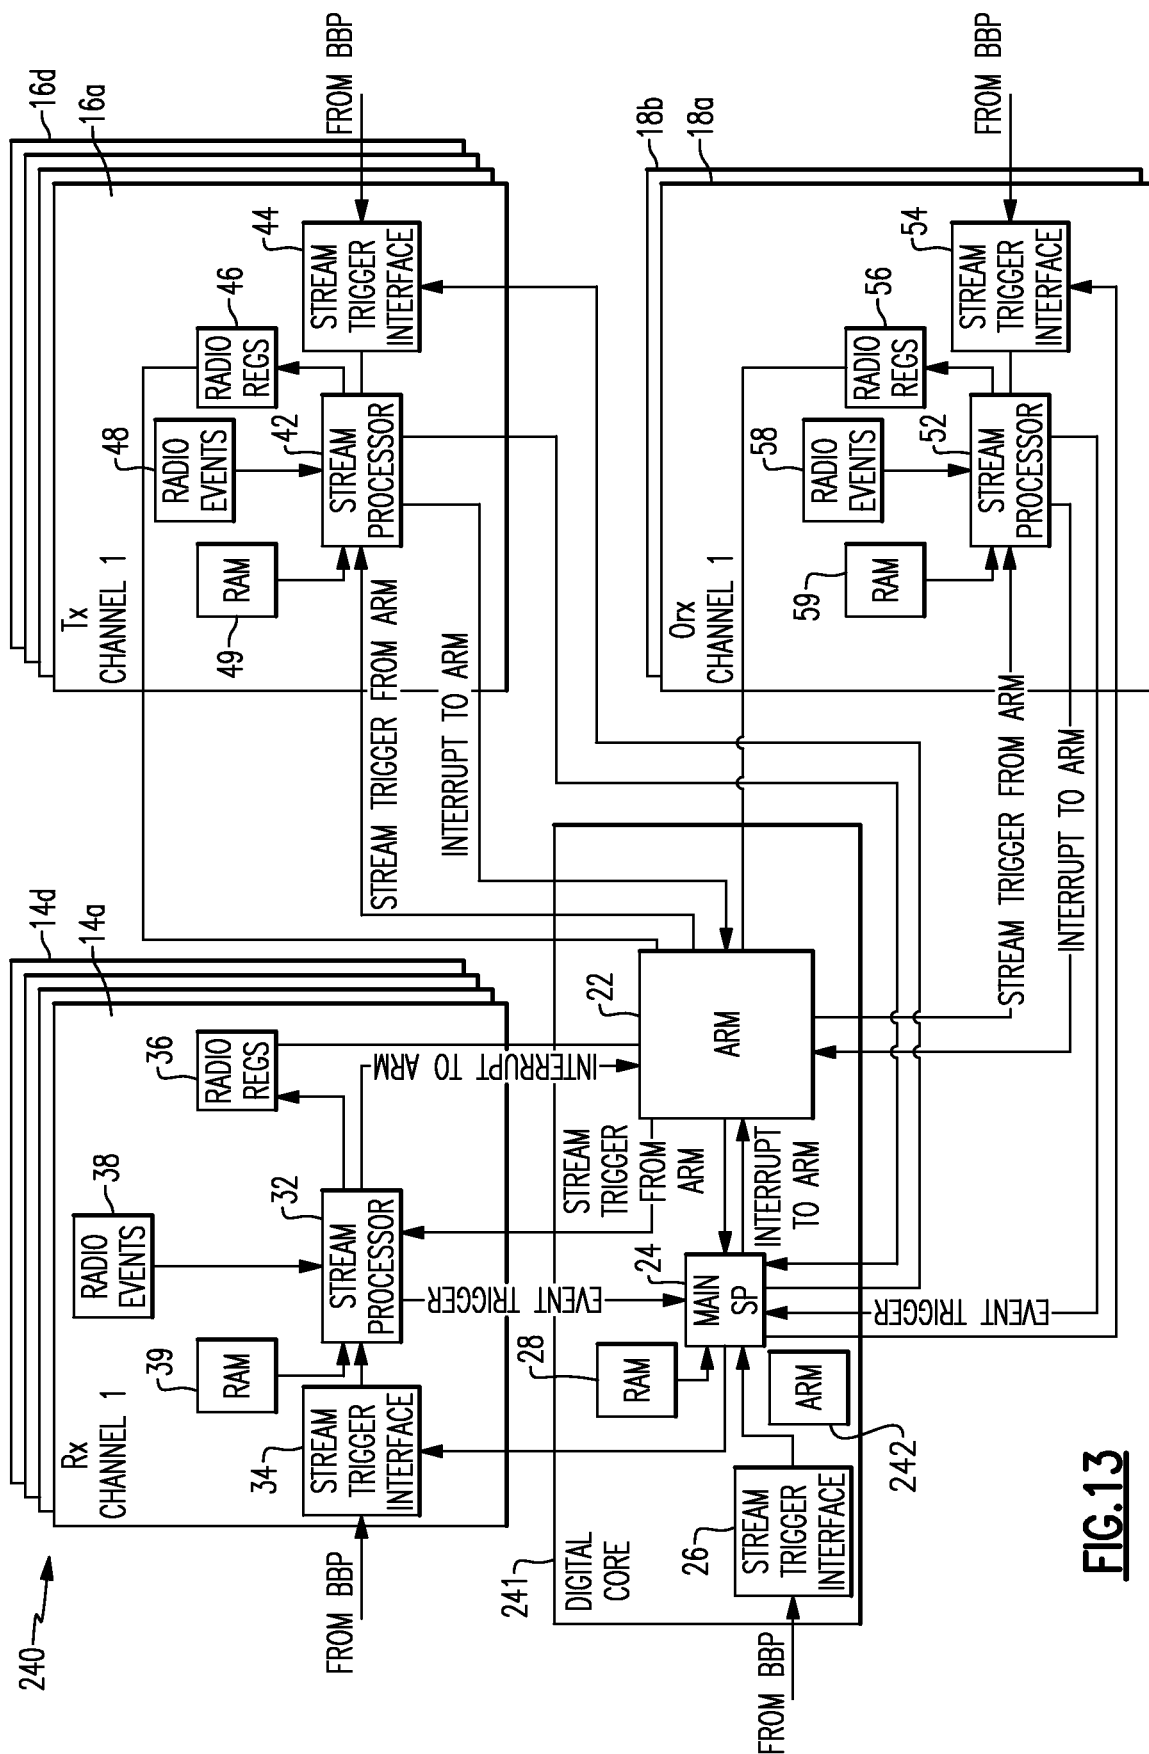 240
Rx
CHANNEL 1
14d
14a
RADIO
EVENTS
38
RADIO
REGS
36
RAM
39
STREAM
PROCESSOR
32
STREAM
TRIGGER
INTERFACE
34
FROM BBP
INTERRUPT TO ARM
EVENT TRIGGER
Tx
CHANNEL 1
16d
16a
RADIO
EVENTS
48
RADIO
REGS
46
RAM
49
STREAM
PROCESSOR
42
STREAM
TRIGGER
INTERFACE
44
FROM BBP
STREAM TRIGGER FROM ARM
INTERRUPT TO ARM
241
DIGITAL
CORE
ARM
22
STREAM
TRIGGER
FROM
ARM
INTERRUPT
TO ARM
MAIN
SP
24
RAM
28
STREAM
TRIGGER
INTERFACE
26
FROM BBP
ARM
242
EVENT TRIGGER
Orx
CHANNEL 1
18b
18a
RADIO
EVENTS
58
RADIO
REGS
56
RAM
59
STREAM
PROCESSOR
52
STREAM
TRIGGER
INTERFACE
54
FROM BBP
STREAM TRIGGER FROM ARM
INTERRUPT TO ARM
FIG.13